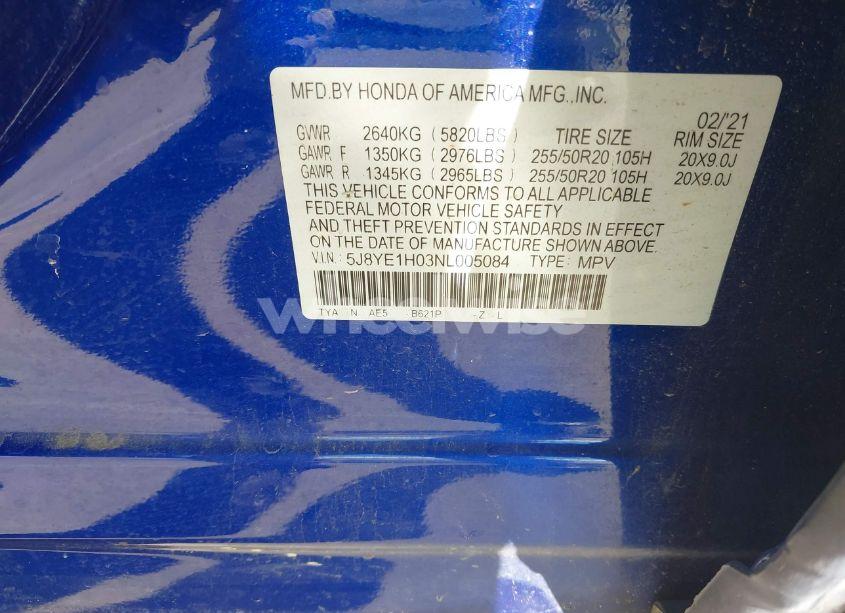 MFD.BY HONDA OF AMERICA MFG.,INC.
02/'21
GVWR 2640KG (5820LBS) TIRE SIZE RIM SIZE
GAWR F 1350KG (2976LBS) 255/50R20 105H 20X9.0J
GAWR R 1345KG (2965LBS) 255/50R20 105H 20X9.0J
THIS VEHICLE CONFORMS TO ALL APPLICABLE
FEDERAL MOTOR VEHICLE SAFETY
AND THEFT PREVENTION STANDARDS IN EFFECT
ON THE DATE OF MANUFACTURE SHOWN ABOVE.
V.I.N: 5J8YE1H03NL005084 TYPE: MPV
TYA N AE5 B621P -Z -L
wheelwise